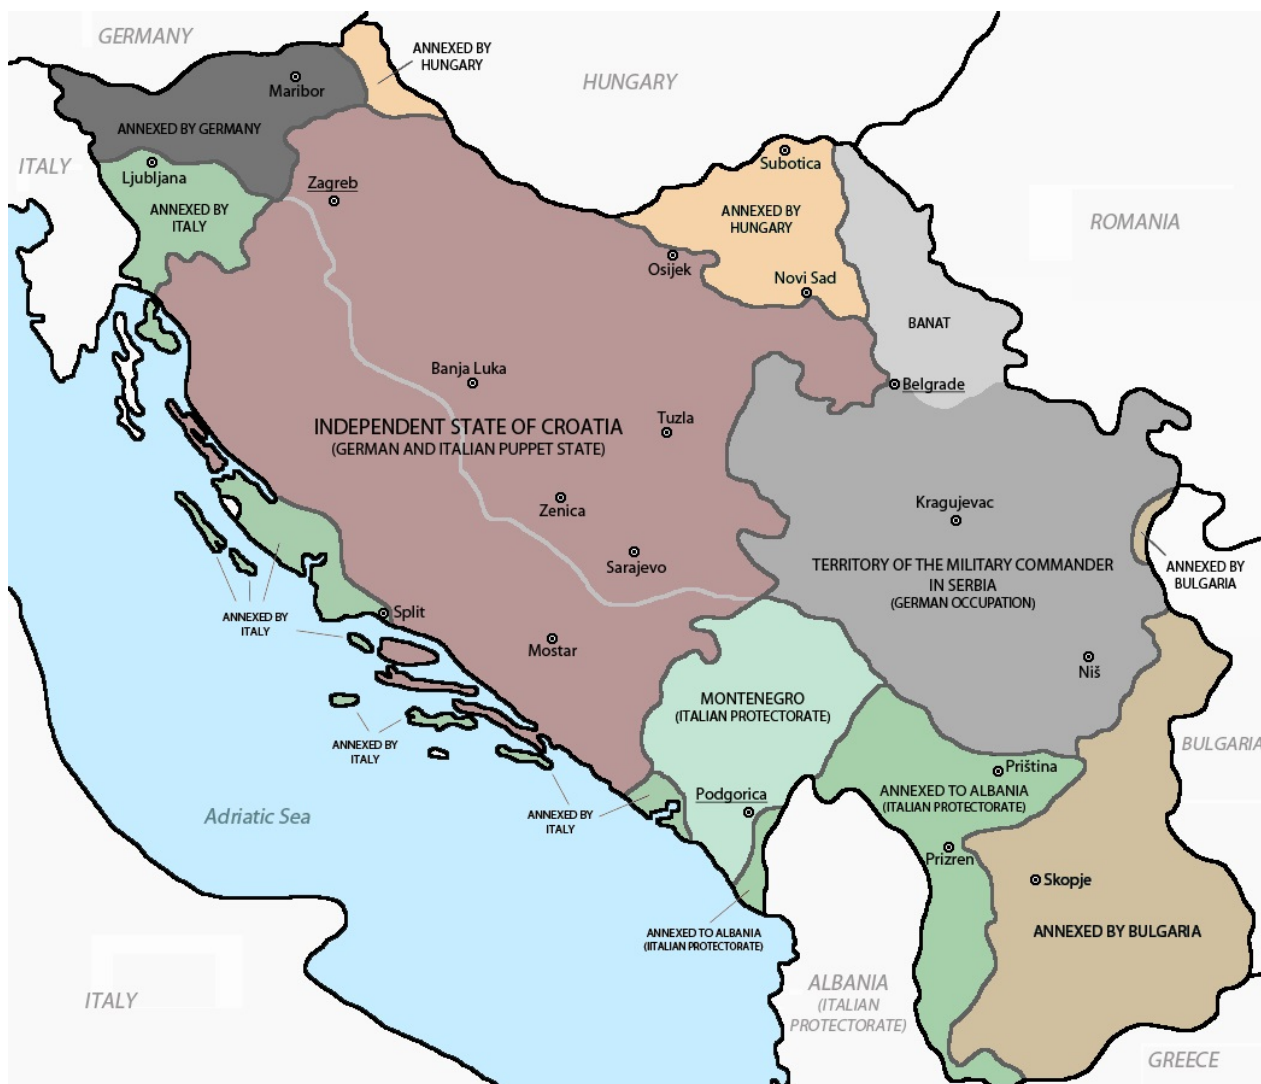 GERMANY
ANNEXED BY
HUNGARY
HUNGARY
Maribor
ANNEXED BY GERMANY
ITALY
Ljubljana
Subotica
Zagreb
ANNEXED BY
ITALY
ANNEXED BY
HUNGARY
ROMANIA
Osijek
Novi Sad
BANAT
Banja Luka
Belgrade
Tuzla
INDEPENDENT STATE OF CROATIA
(GERMAN AND ITALIAN PUPPET STATE)
Zenica
Kragujevac
Sarajevo
TERRITORY OF THE MILITARY COMMANDER
IN SERBIA
(GERMAN OCCUPATION)
ANNEXED BY
BULGARIA
ANNEXED BY
ITALY
Split
Mostar
Niš
MONTENEGRO
(ITALIAN PROTECTORATE)
ANNEXED BY
ITALY
BULGARIA
Priština
ANNEXED TO ALBANIA
(ITALIAN PROTECTORATE)
Podgorica
Adriatic Sea
ANNEXED BY
ITALY
Prizren
Skopje
ANNEXED TO ALBANIA
(IITALIAN PROTECTORATE)
ANNEXED BY BULGARIA
ITALY
ALBANIA
(ITALIAN
PROTECTORATE)
GREECE